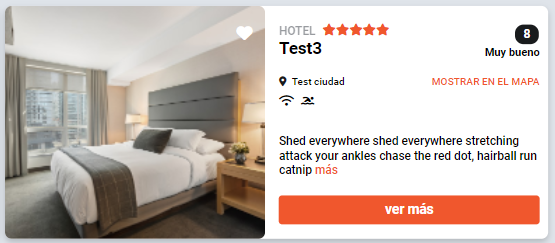 HOTEL
Test3
8
Muy bueno
Test ciudad
MOSTRAR EN EL MAPA
Shed everywhere shed everywhere stretching
attack your ankles chase the red dot, hairball run
catnip más
ver más